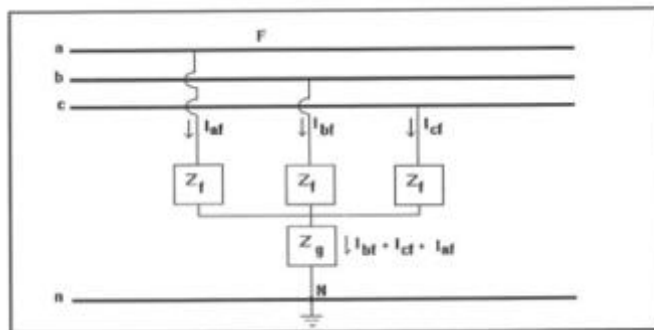 F
a
b
c
I_af I_bf I_cf
Z_f Z_f Z_f
Z_g I_bf + I_cf + I_af
N
n